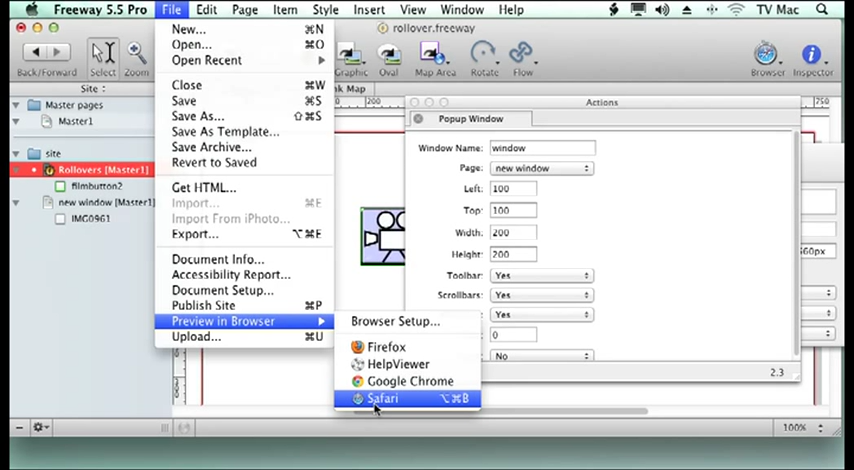 Freeway 5.5 Pro File Edit Page Item Style Insert Window Help TV Mac
rollover.freeway
Back/Forward Select Zoom Graphic Oval Map Area Rotate Flow Browser Inspector
Site: nk Map
200 250
Master pages
Master1
site
Rollovers [Master1]
filmbutton2
new window [Master1]
IMG0961
New... ⌘N
Open... ⌘O
Open Recent
Close ⌘W
Save ⌘S
Save As... ⇧⌘S
Save As Template...
Save Archive...
Revert to Saved
Get HTML...
Import... ⌘E
Import From iPhoto...
Export... ⌥⌘E
Document Info...
Accessibility Report...
Document Setup...
Publish Site ⌘P
Preview in Browser
Upload... ⌘U
Browser Setup...
Firefox
HelpViewer
Google Chrome
Safari ⌥⌘B
Actions
Popup Window
Window Name: window
Page: new window
Left: 100
Top: 100
Width: 200
Height: 200
Toolbar: Yes
Scrollbars: Yes
Yes
0
No
2.3
60px
100%